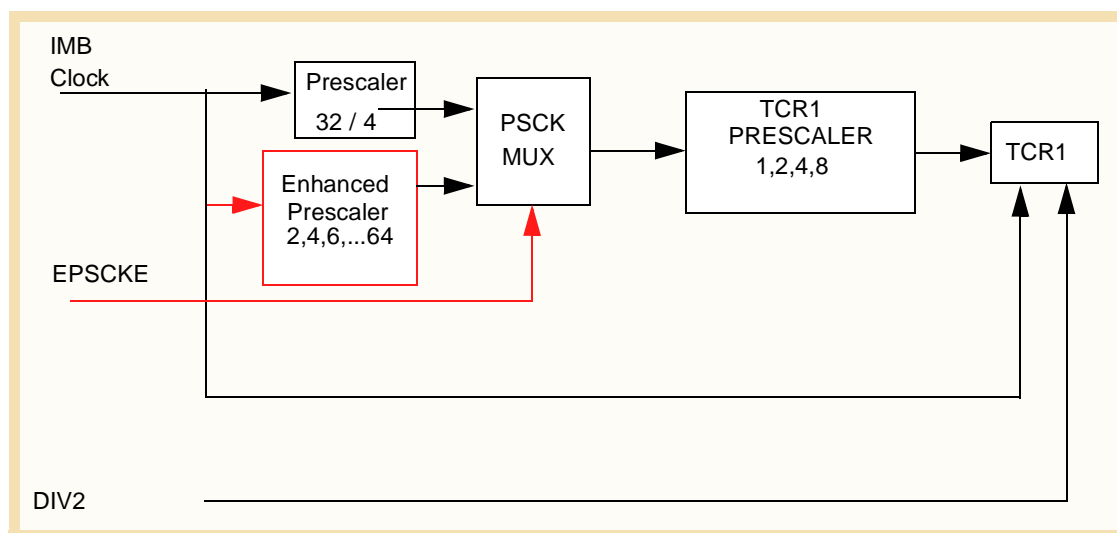 IMB
Clock
Prescaler
32 / 4
PSCK
MUX
TCR1
PRESCALER
1,2,4,8
TCR1
Enhanced
Prescaler
2,4,6,...64
EPSCKE
DIV2